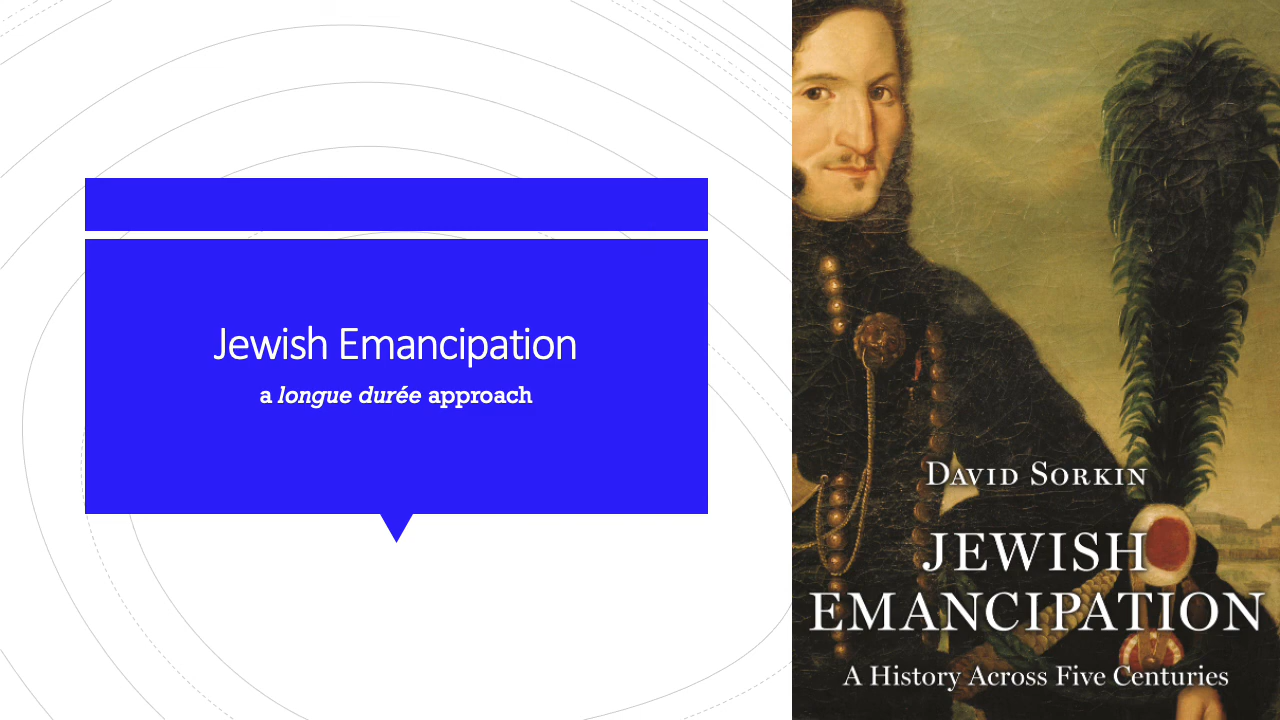 Jewish Emancipation
a longue durée approach
DAVID SORKIN
JEWISH
EMANCIPATION
A History Across Five Centuries